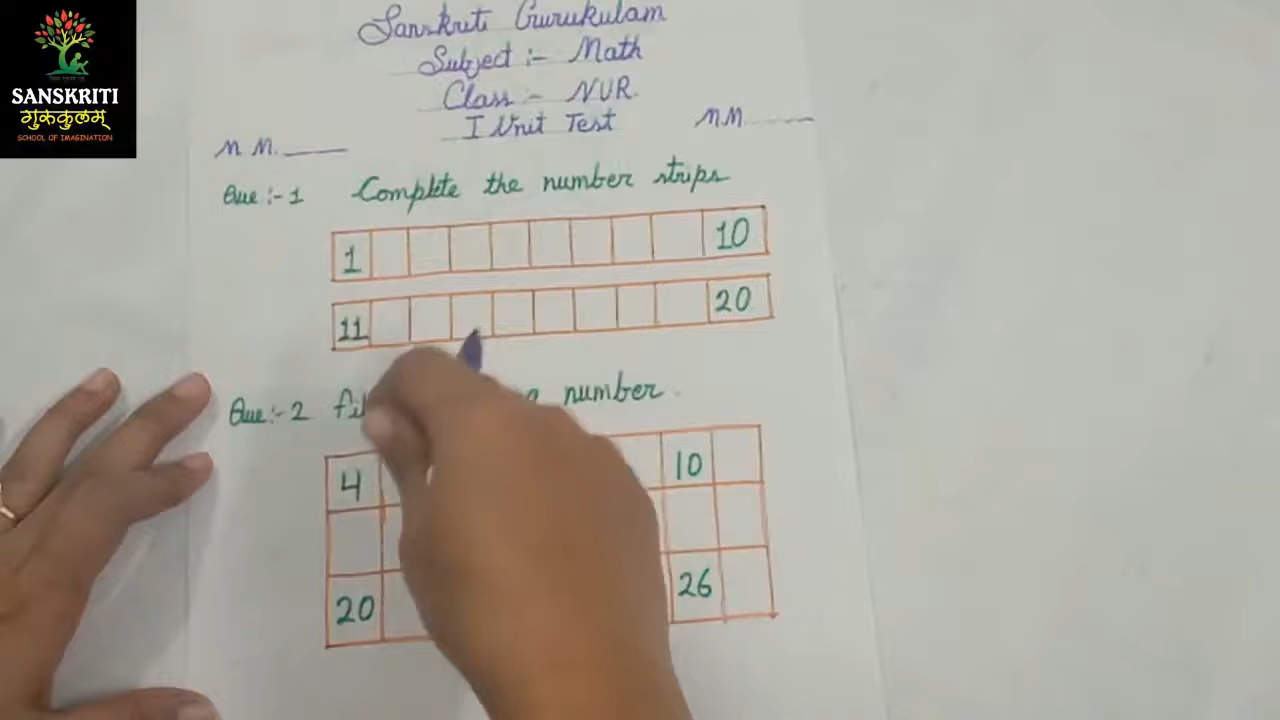 SANSKRITI
गुरुकुलम्
SCHOOL OF IMAGINATION
Sanskriti Gurukulam
Subject :- Math
Class :- NUR.
I Unit Test
M.M. M.M.
Que :- 1 Complete the number strips
1 10
11 20
Que :- 2 number.
4 10
20 26